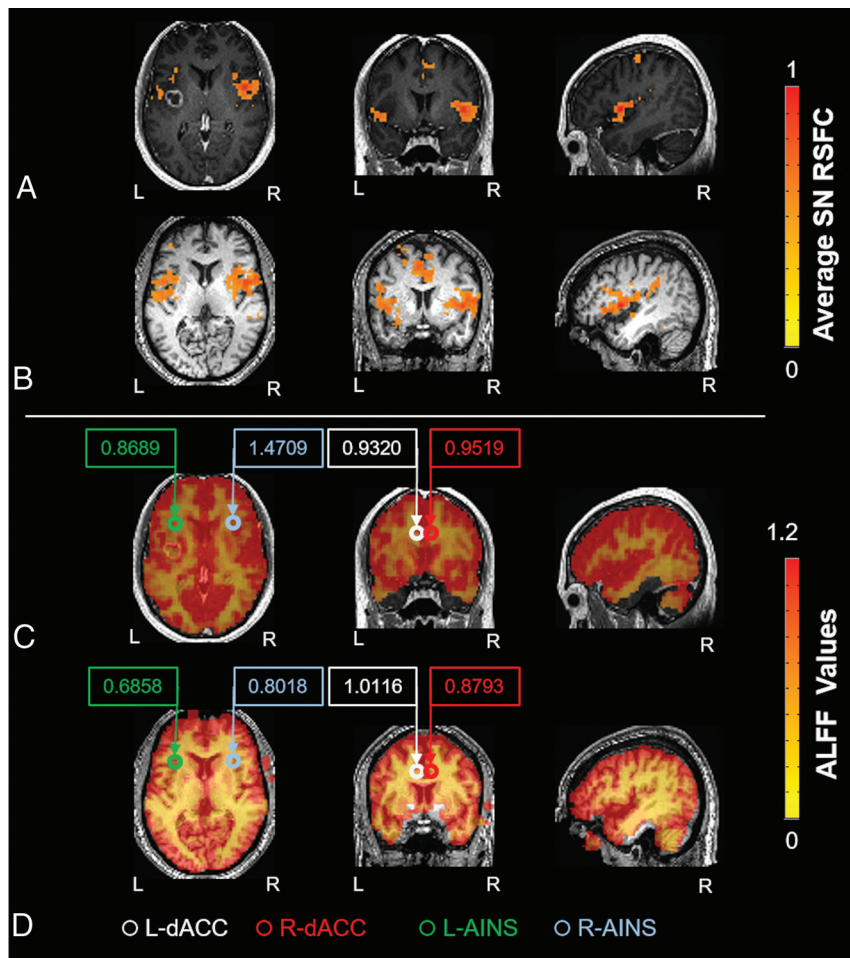 1
Average SN RSFC
0
A
L R
L R
R
B
L R
L R
R
0.8689 1.4709 0.9320 0.9519
1.2
ALFF Values
0
C
L R
L R
R
0.6858 0.8018 1.0116 0.8793
D
L R
L R
R
L-dACC R-dACC L-AINS R-AINS